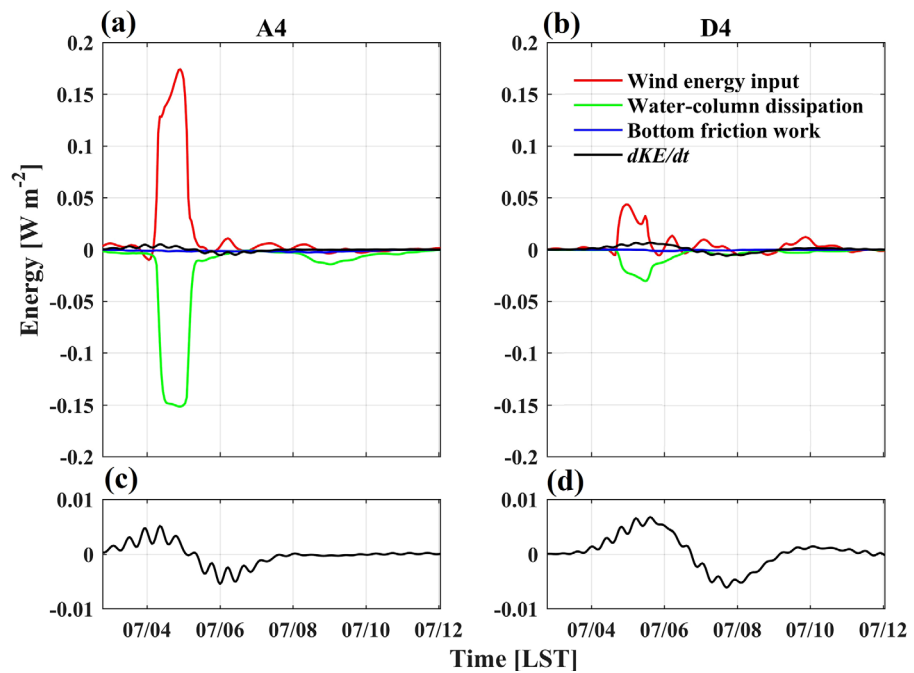 (a)
A4
(b)
D4
0.2
0.15
0.1
0.05
0
-0.05
-0.1
-0.15
-0.2
0.2
0.15
0.1
0.05
0
-0.05
-0.1
-0.15
-0.2
Wind energy input
Water-column dissipation
Bottom friction work
dKE/dt
Energy [W m-2]
(c)
(d)
0.01
0
-0.01
0.01
0
-0.01
07/04 07/06 07/08 07/10 07/12
07/04 07/06 07/08 07/10 07/12
Time [LST]